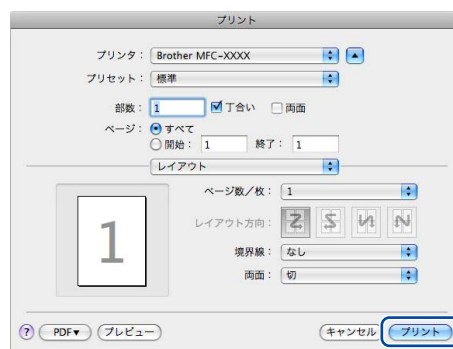 プリント
プリンタ： Brother MFC-XXXX
プリセット： 標準
部数： 1 丁合い 両面
ページ： すべて
開始： 1 終了： 1
レイアウト
ページ数／枚： 1
1
レイアウト方向：
境界線： なし
両面： 切
? PDF▼ プレビュー キャンセル プリント